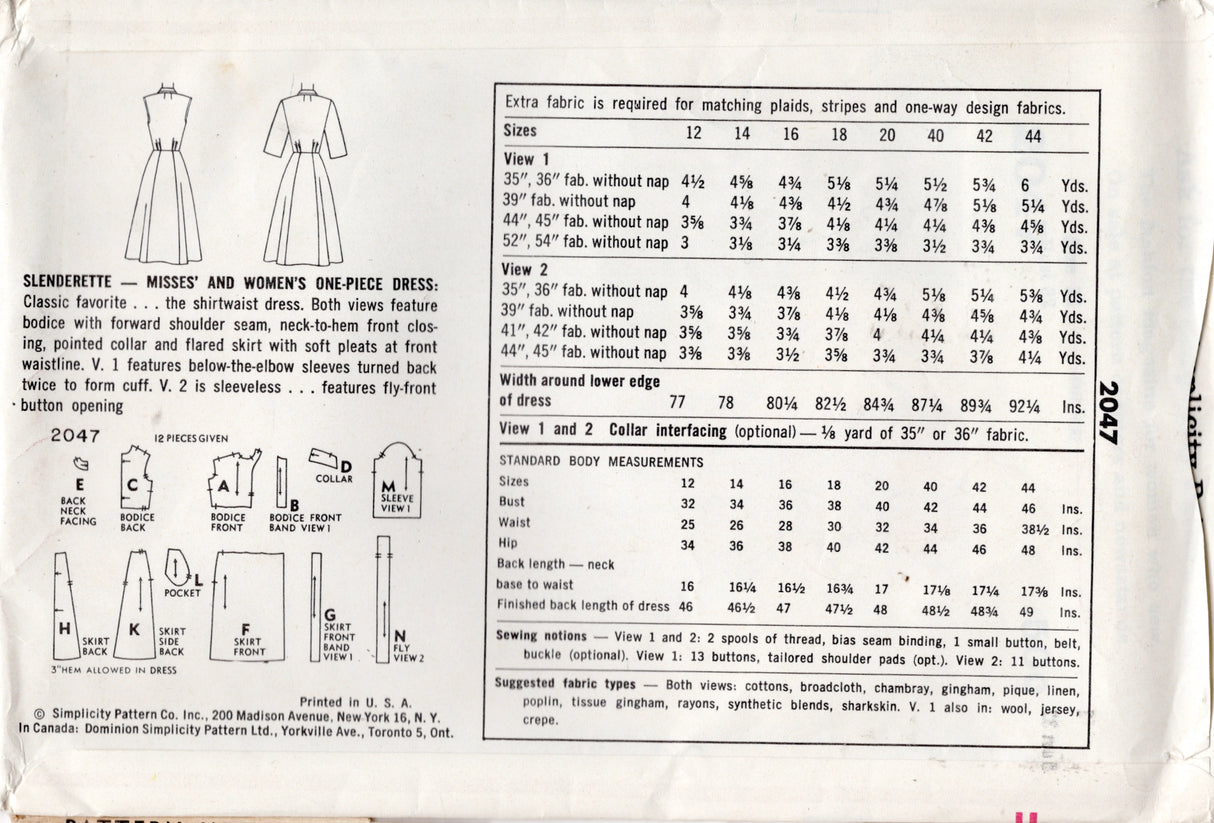 SLENDERETTE — MISSES' AND WOMEN'S ONE-PIECE DRESS:
Classic favorite . . . the shirtwaist dress. Both views feature
bodice with forward shoulder seam, neck-to-hem front clos-
ing, pointed collar and flared skirt with soft pleats at front
waistline. V. 1 features below-the-elbow sleeves turned back
twice to form cuff. V. 2 is sleeveless . . . features fly-front
button opening
2047 12 PIECES GIVEN
E
BACK
NECK
FACING
C
BODICE
BACK
A
BODICE
FRONT
B
BODICE FRONT
BAND VIEW 1
D
COLLAR
M
SLEEVE
VIEW 1
H
SKIRT
BACK
K
SKIRT
SIDE
BACK
L
POCKET
F
SKIRT
FRONT
G
SKIRT
FRONT
BAND
VIEW 1
N
FLY
VIEW 2
3" HEM ALLOWED IN DRESS
Printed in U. S. A.
© Simplicity Pattern Co. Inc., 200 Madison Avenue, New York 16, N. Y.
In Canada: Dominion Simplicity Pattern Ltd., Yorkville Ave., Toronto 5, Ont.
Extra fabric is required for matching plaids, stripes and one-way design fabrics.
Sizes 12 14 16 18 20 40 42 44
View 1
35", 36" fab. without nap 4½ 4⅝ 4¾ 5⅛ 5¼ 5½ 5¾ 6 Yds.
39" fab. without nap 4 4⅛ 4⅜ 4½ 4¾ 4⅞ 5⅛ 5¼ Yds.
44", 45" fab. without nap 3⅝ 3¾ 3⅞ 4⅛ 4¼ 4¼ 4⅜ 4⅝ Yds.
52", 54" fab. without nap 3 3⅛ 3¼ 3⅜ 3⅜ 3½ 3¾ 3¾ Yds.
View 2
35", 36" fab. without nap 4 4⅛ 4⅜ 4½ 4¾ 5⅛ 5¼ 5⅜ Yds.
39" fab. without nap 3⅝ 3¾ 3⅞ 4⅛ 4⅛ 4⅜ 4⅝ 4¾ Yds.
41", 42" fab. without nap 3⅝ 3⅝ 3¾ 3⅞ 4 4¼ 4¼ 4⅜ Yds.
44", 45" fab. without nap 3⅜ 3⅜ 3½ 3⅝ 3¾ 3¾ 3⅞ 4¼ Yds.
Width around lower edge
of dress 77 78 80¼ 82½ 84¾ 87¼ 89¾ 92¼ Ins.
View 1 and 2 Collar interfacing (optional) — ⅛ yard of 35" or 36" fabric.
STANDARD BODY MEASUREMENTS
Sizes 12 14 16 18 20 40 42 44
Bust 32 34 36 38 40 42 44 46 Ins.
Waist 25 26 28 30 32 34 36 38½ Ins.
Hip 34 36 38 40 42 44 46 48 Ins.
Back length — neck
base to waist 16 16¼ 16½ 16¾ 17 17⅛ 17¼ 17⅜ Ins.
Finished back length of dress 46 46½ 47 47½ 48 48½ 48¾ 49 Ins.
Sewing notions — View 1 and 2: 2 spools of thread, bias seam binding, 1 small button, belt,
buckle (optional). View 1: 13 buttons, tailored shoulder pads (opt.). View 2: 11 buttons.
Suggested fabric types — Both views: cottons, broadcloth, chambray, gingham, pique, linen,
poplin, tissue gingham, rayons, synthetic blends, sharkskin. V. 1 also in: wool, jersey,
crepe.
2047